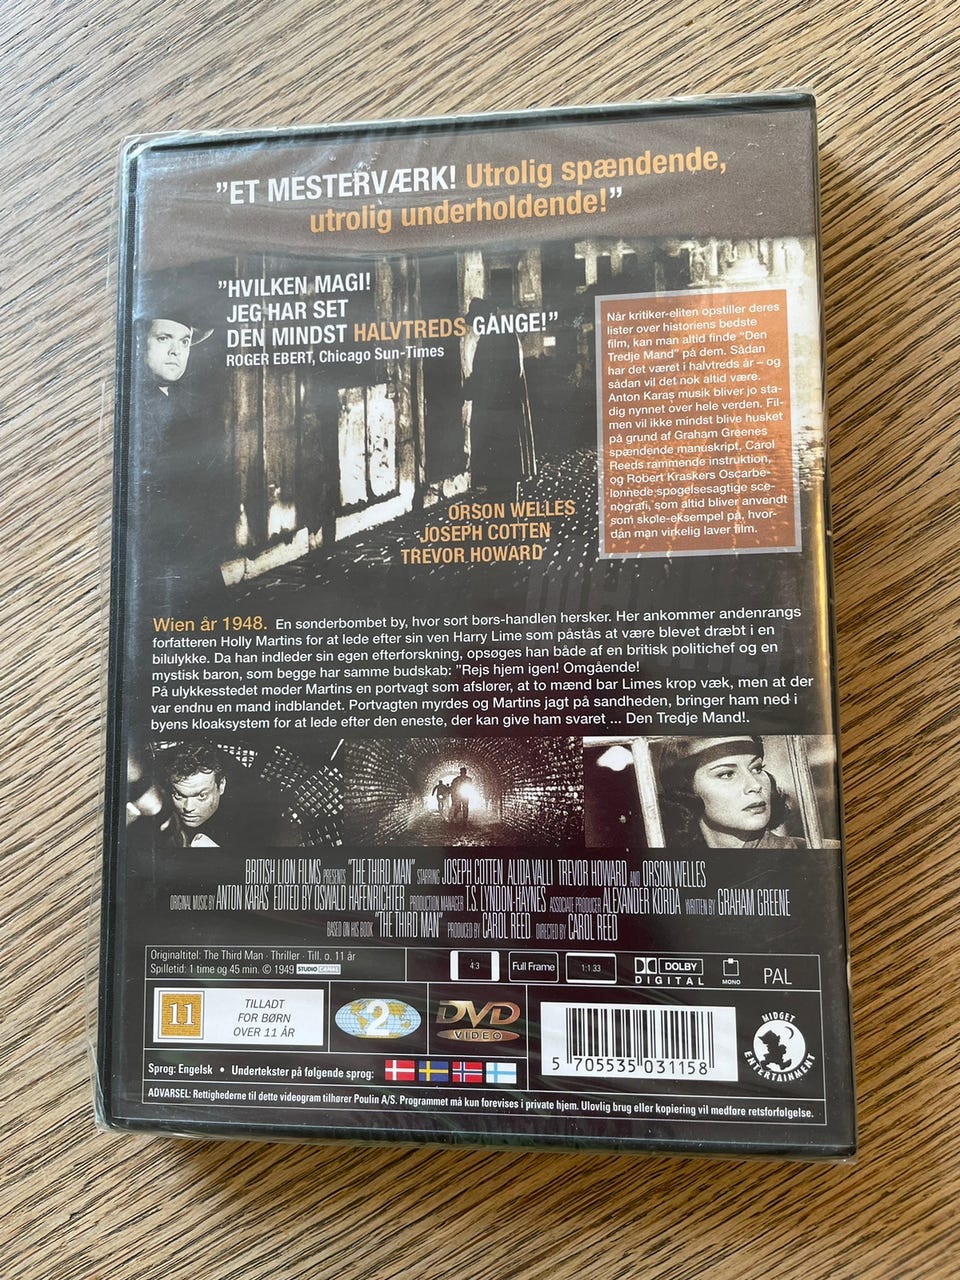 "ET MESTERVÆRK! Utrolig spændende,
utrolig underholdende!"
"HVILKEN MAGI!
JEG HAR SET
DEN MINDST HALVTREDS GANGE!"
ROGER EBERT, Chicago Sun-Times
Når kritiker-eliten opstiller deres
lister over historiens bedste
film, kan man altid finde "Den
Tredje Mand" på dem. Sådan
har det været i halvtreds år – og
sådan vil det nok altid være.
Anton Karas musik bliver jo sta-
dig nynnet over hele verden. Fil-
men vil ikke mindst blive husket
på grund af Graham Greenes
spændende manuskript, Carol
Reeds rammende instruktion,
og Robert Kraskers Oscarbe-
lønnede spøgelsesagtige sce-
nografi, som altid bliver anvendt
som skole-eksempel på, hvor-
dan man virkelig laver film.
ORSON WELLES
JOSEPH COTTEN
TREVOR HOWARD
Wien år 1948. En sønderbombet by, hvor sort børs-handlen hersker. Her ankommer andenrangs
forfatteren Holly Martins for at lede efter sin ven Harry Lime som påstås at være blevet dræbt i en
bilulykke. Da han indleder sin egen efterforskning, opsøges han både af en britisk politichef og en
mystisk baron, som begge har samme budskab: "Rejs hjem igen! Omgående!
På ulykkesstedet møder Martins en portvagt som afslører, at to mænd bar Limes krop væk, men at der
var endnu en mand indblandet. Portvagten myrdes og Martins jagt på sandheden, bringer ham ned i
byens kloaksystem for at lede efter den eneste, der kan give ham svaret ... Den Tredje Mand!.
BRITISH LION FILMS PRESENTS "THE THIRD MAN" STARRING JOSEPH COTTEN ALIDA VALLI TREVOR HOWARD AND ORSON WELLES
ORIGINAL MUSIC BY ANTON KARAS EDITED BY OSWALD HAFENRICHTER PRODUCTION MANAGER T.S. LYNDON-HAYNES ASSOCIATE PRODUCER ALEXANDER KORDA WRITTEN BY GRAHAM GREENE
BASED ON HIS BOOK "THE THIRD MAN" PRODUCED BY CAROL REED DIRECTED BY CAROL REED
Originaltitel: The Third Man · Thriller · Till. o. 11 år
Spilletid: 1 time og 45 min. © 1949 STUDIO CANAL
4:3
Full Frame
1:1.33
DOLBY
DIGITAL
MONO
PAL
11
TILLADT
FOR BØRN
OVER 11 ÅR
2
DVD
VIDEO
5 705535 031158
MIDGET
ENTERTAINMENT
Sprog: Engelsk • Undertekster på følgende sprog:
ADVARSEL: Rettighederne til dette videogram tilhører Poulin A/S. Programmet må kun forevises i private hjem. Ulovlig brug eller kopiering vil medføre retsforfølgelse.